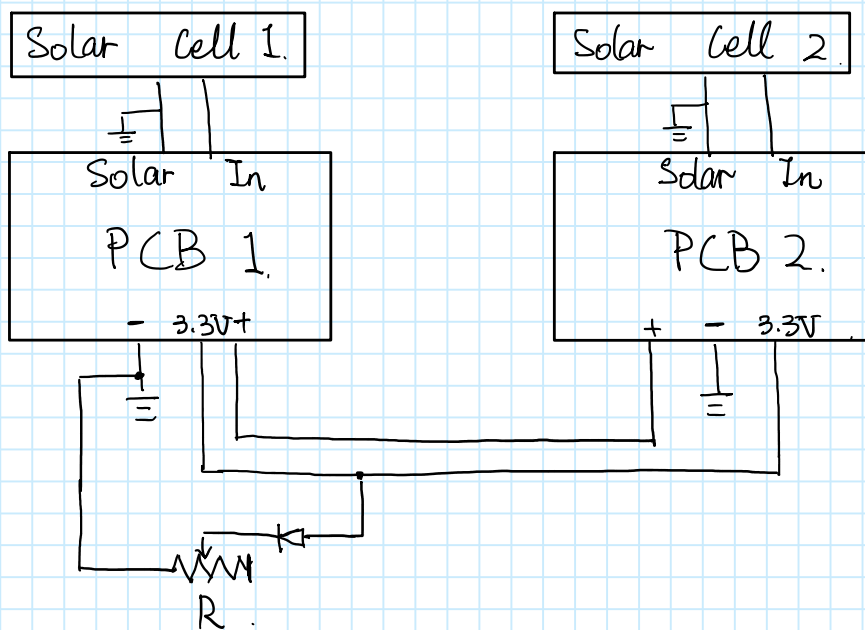 Solar Cell 1.
Solar Cell 2.
Solar In
PCB 1.
- 3.3V+
Solar In
PCB 2.
+ - 3.3V
R.